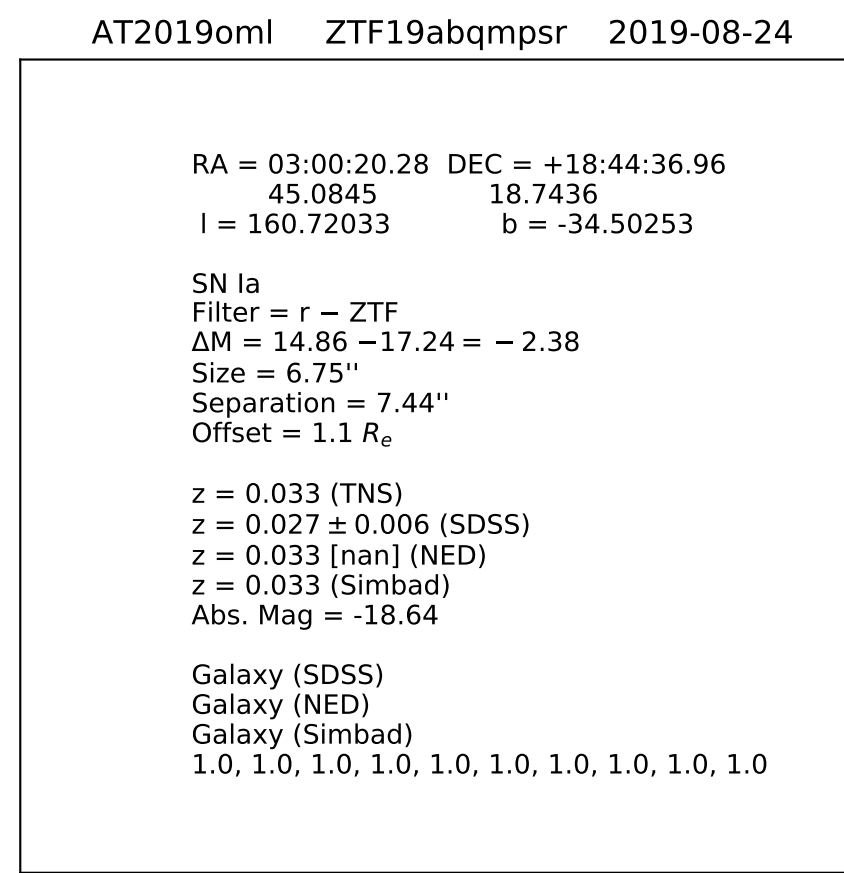 AT2019oml ZTF19abqmpsr 2019-08-24
RA = 03:00:20.28 DEC = +18:44:36.96
45.0845 18.7436
l = 160.72033 b = -34.50253
SN Ia
Filter = r − ZTF
ΔM = 14.86 −17.24 = − 2.38
Size = 6.75''
Separation = 7.44''
Offset = 1.1 Rₑ
z = 0.033 (TNS)
z = 0.027 ± 0.006 (SDSS)
z = 0.033 [nan] (NED)
z = 0.033 (Simbad)
Abs. Mag = -18.64
Galaxy (SDSS)
Galaxy (NED)
Galaxy (Simbad)
1.0, 1.0, 1.0, 1.0, 1.0, 1.0, 1.0, 1.0, 1.0, 1.0